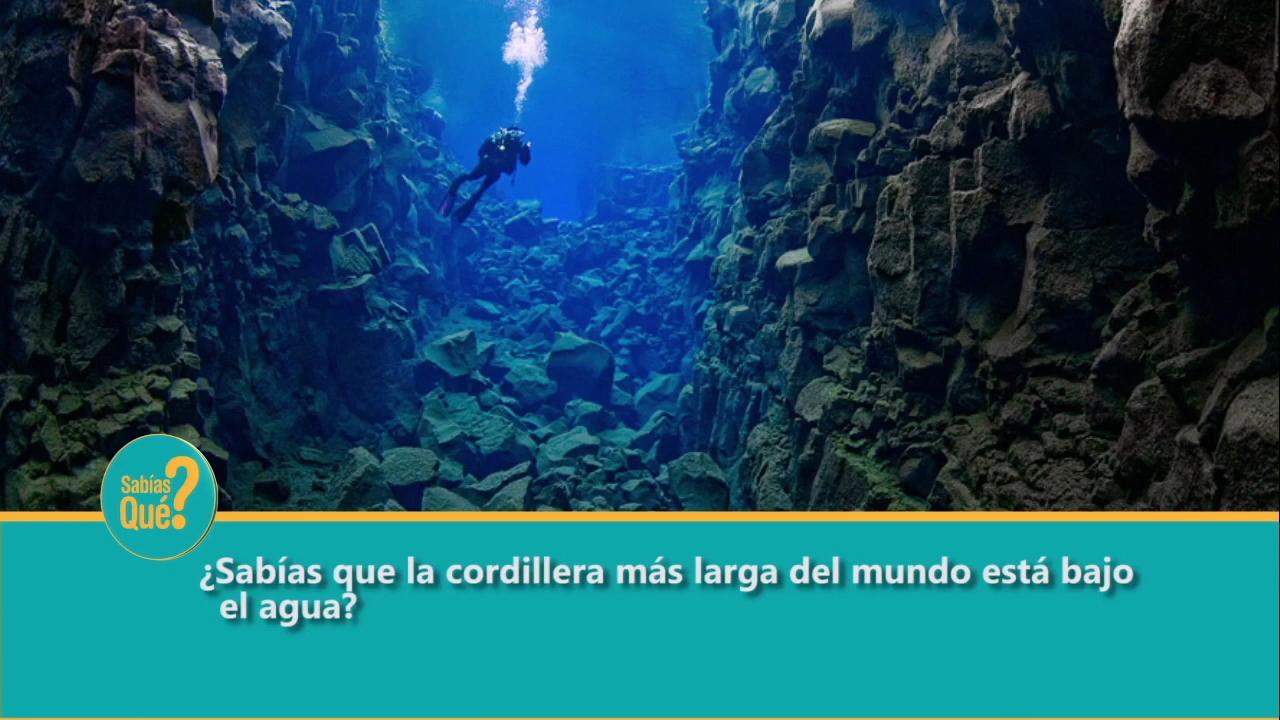 Sabías
Qué?
¿Sabías que la cordillera más larga del mundo está bajo
el agua?